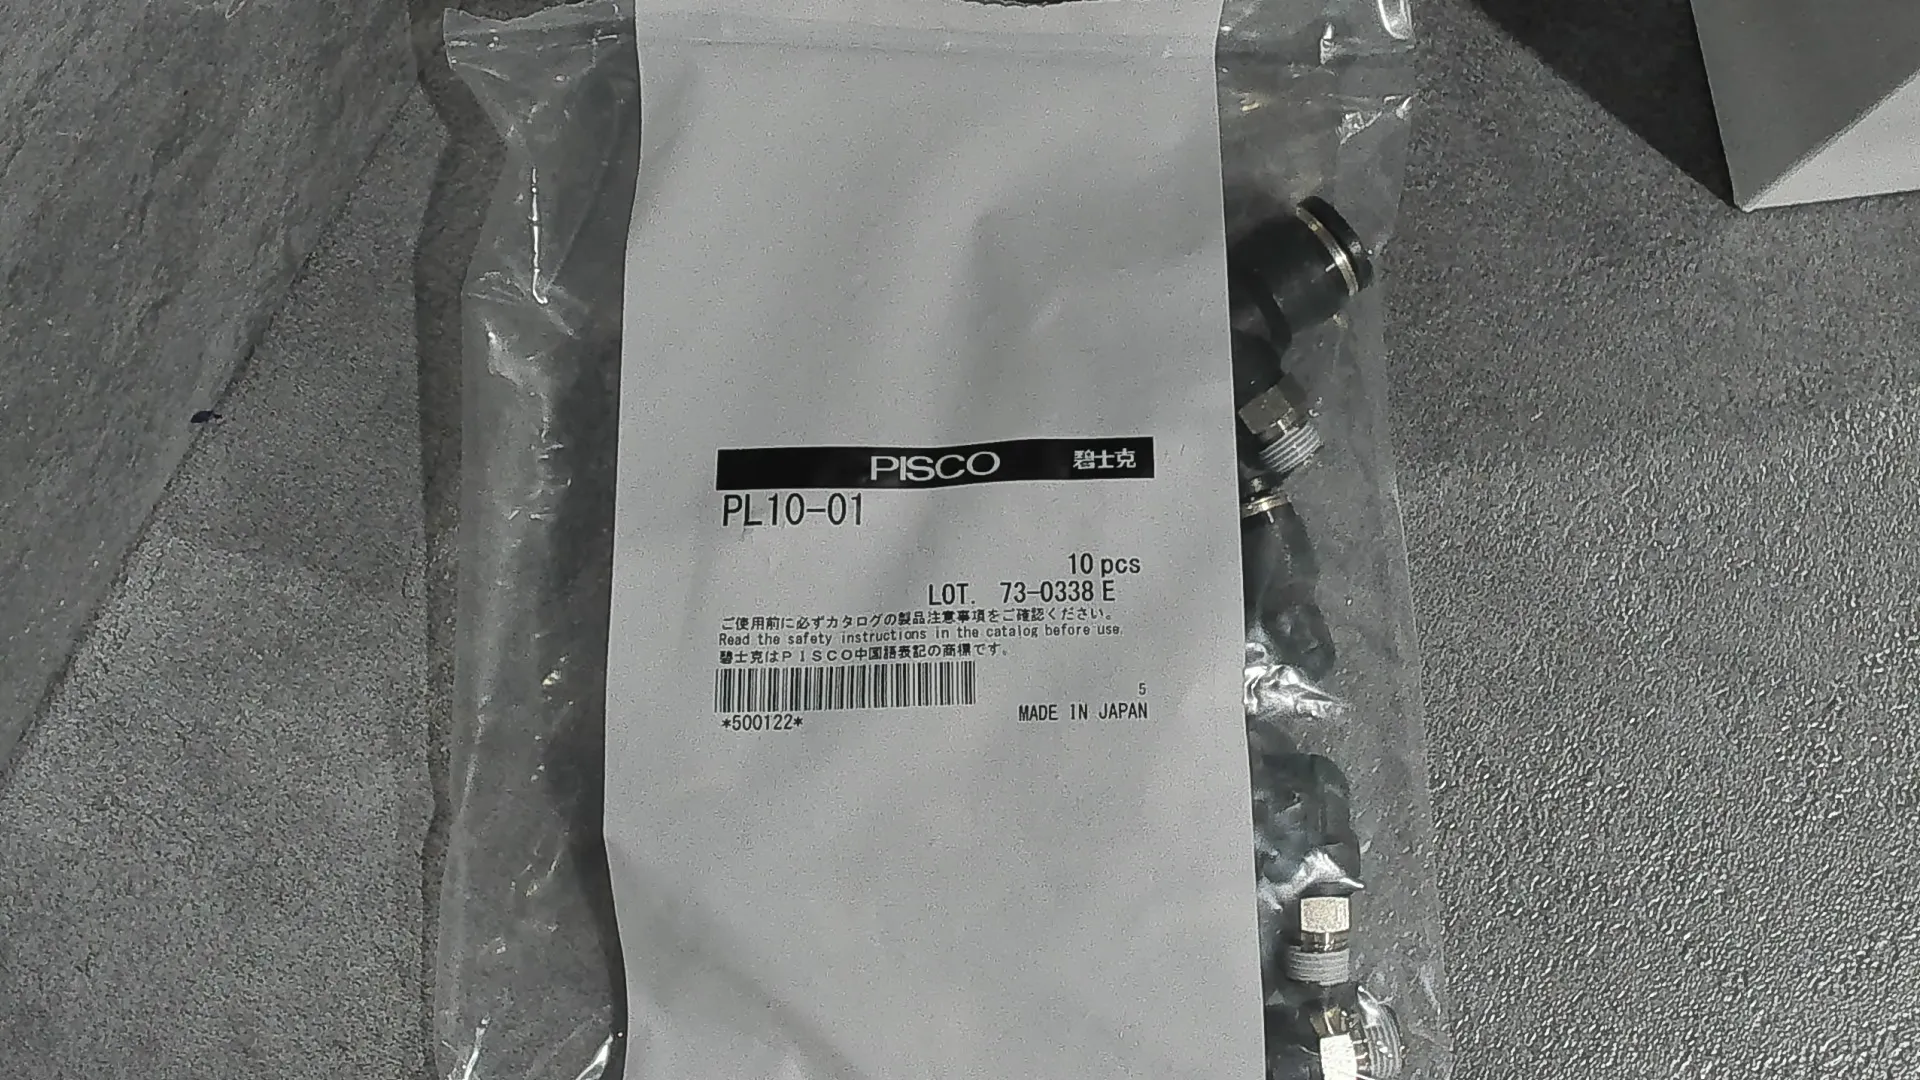 PISCO 碧士克
PL10-01
10 pcs
LOT. 73-0338 E
ご使用前に必ずカタログの製品注意事項をご確認ください。
Read the safety instructions in the catalog before use.
碧士克はＰＩＳＣＯ中国語表記の商標です。
5
*500122* MADE IN JAPAN